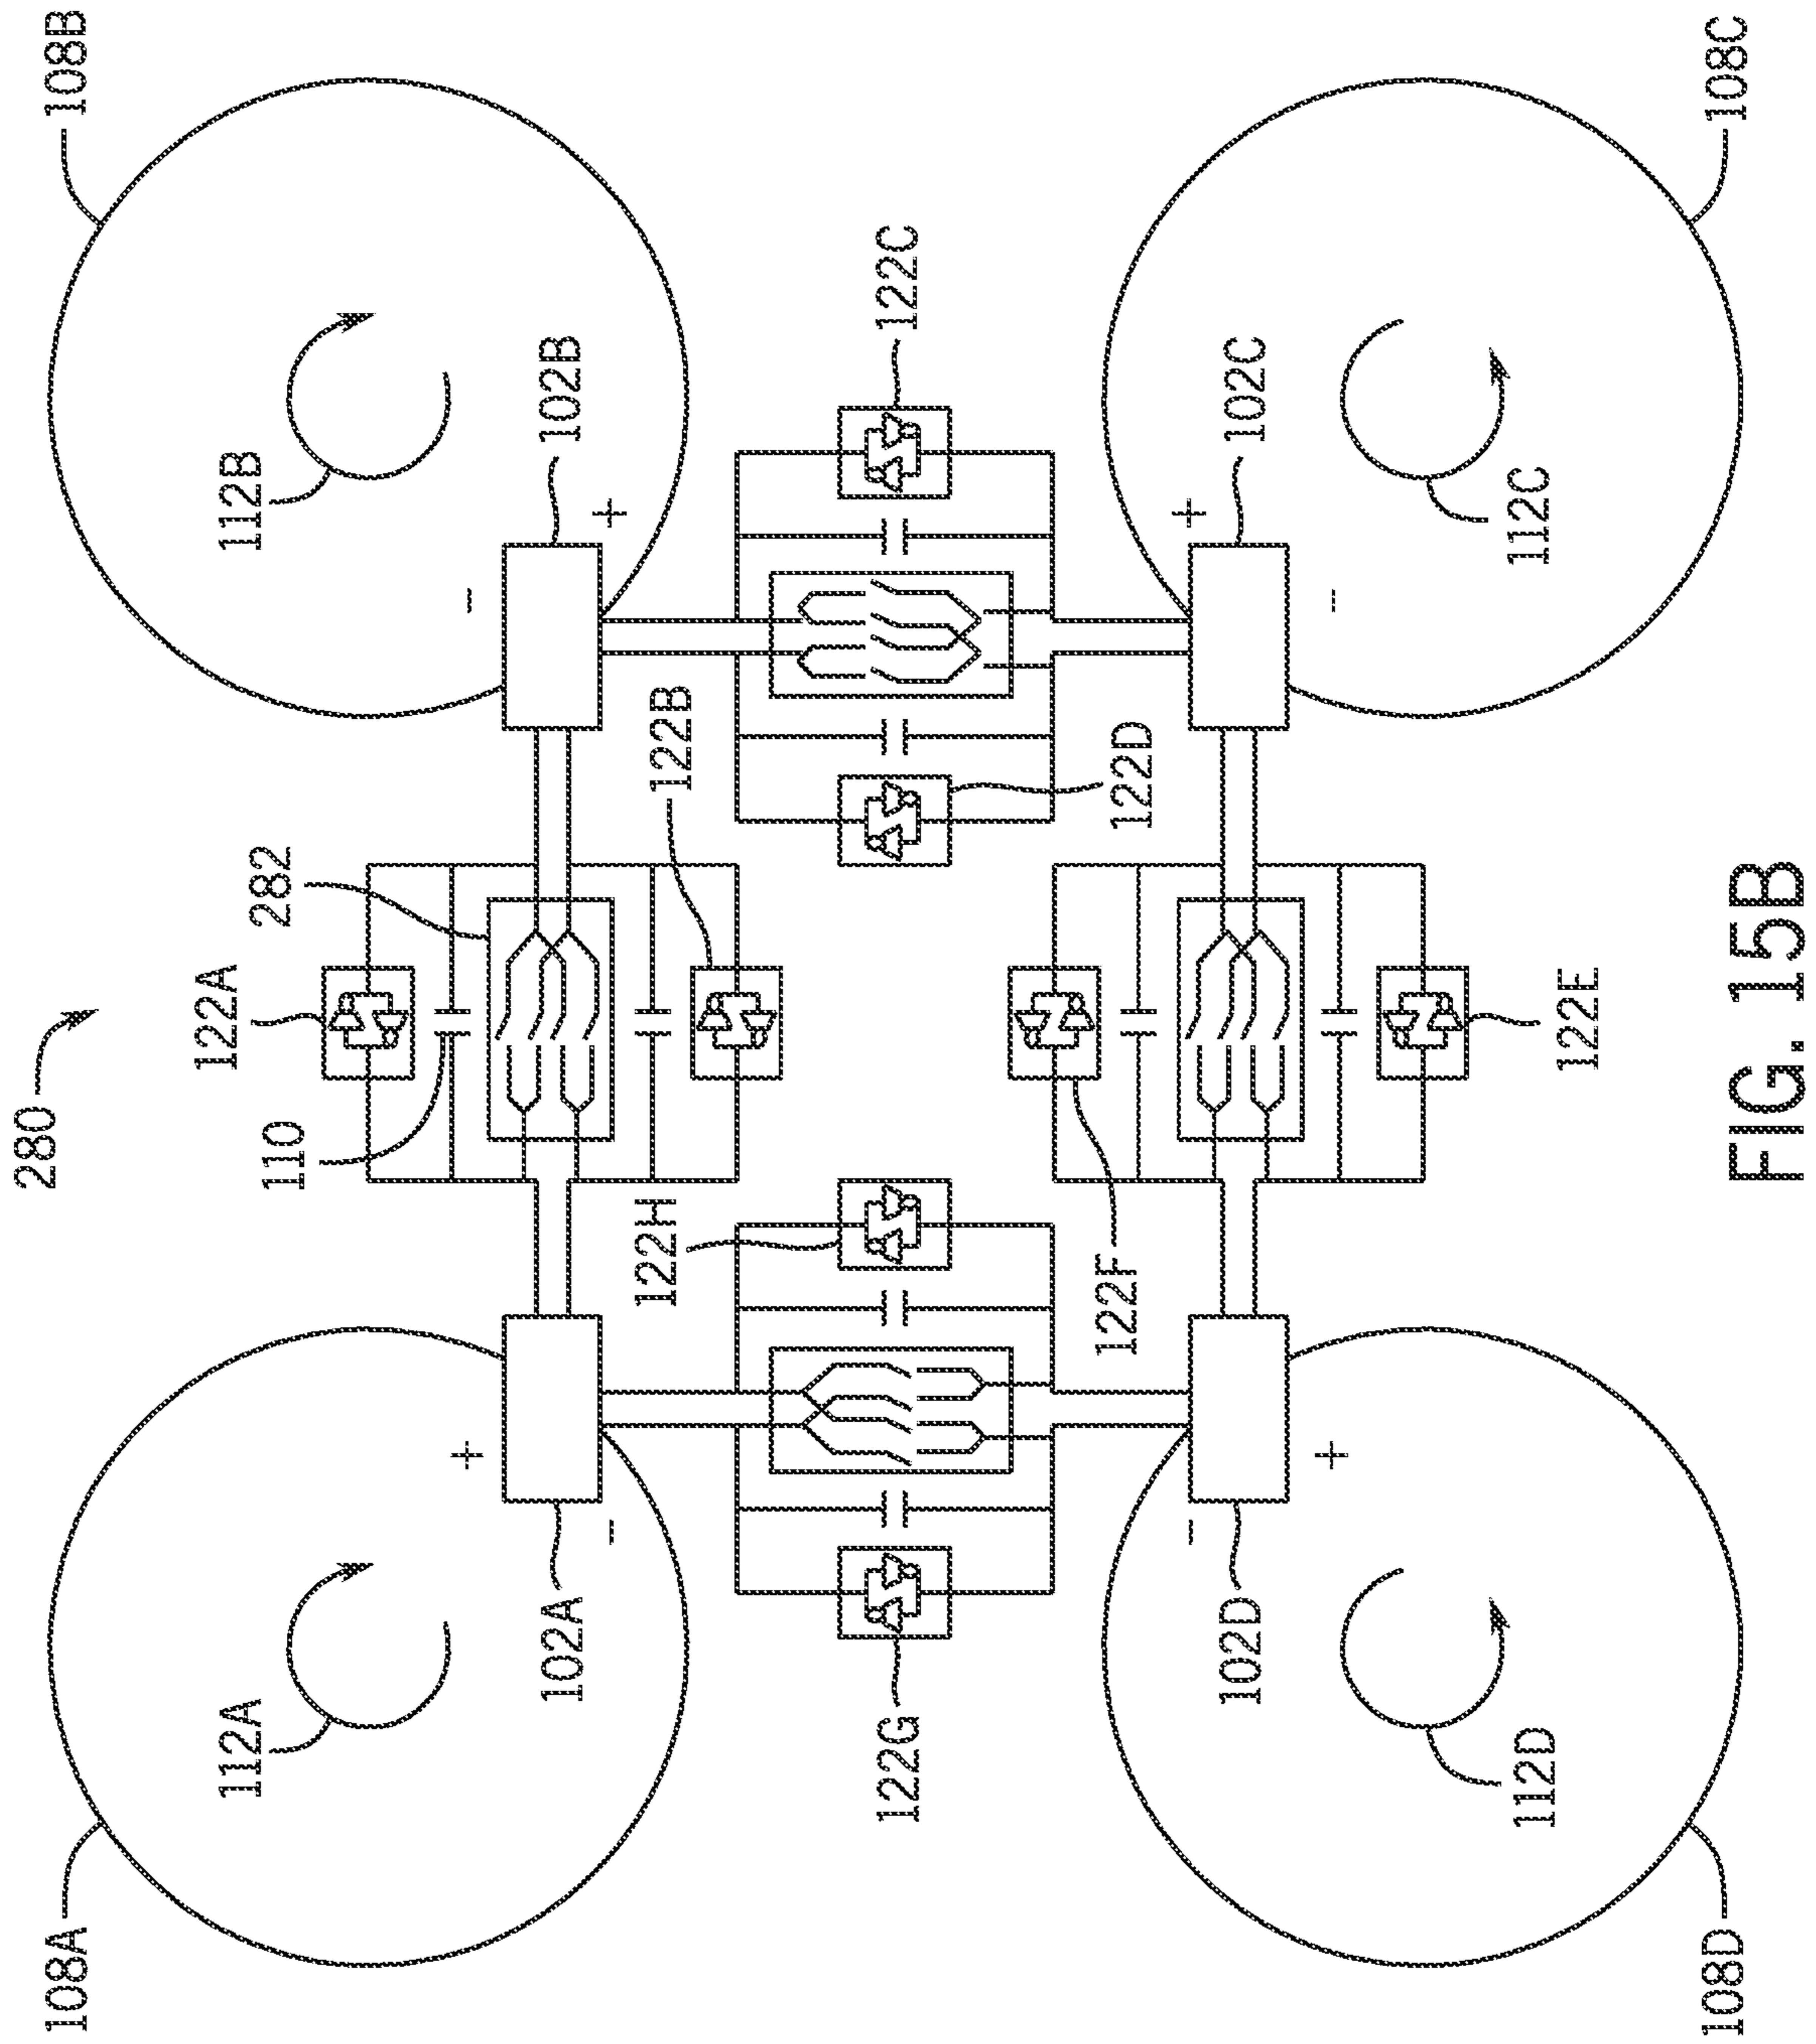 280
108A
108B
112A
112B
122A
282
110
+
−
−
+
102A
102B
122H
122B
122G
122C
122F
122D
−
+
+
−
102D
102C
112D
112C
122E
108D
108C
FIG. 15B